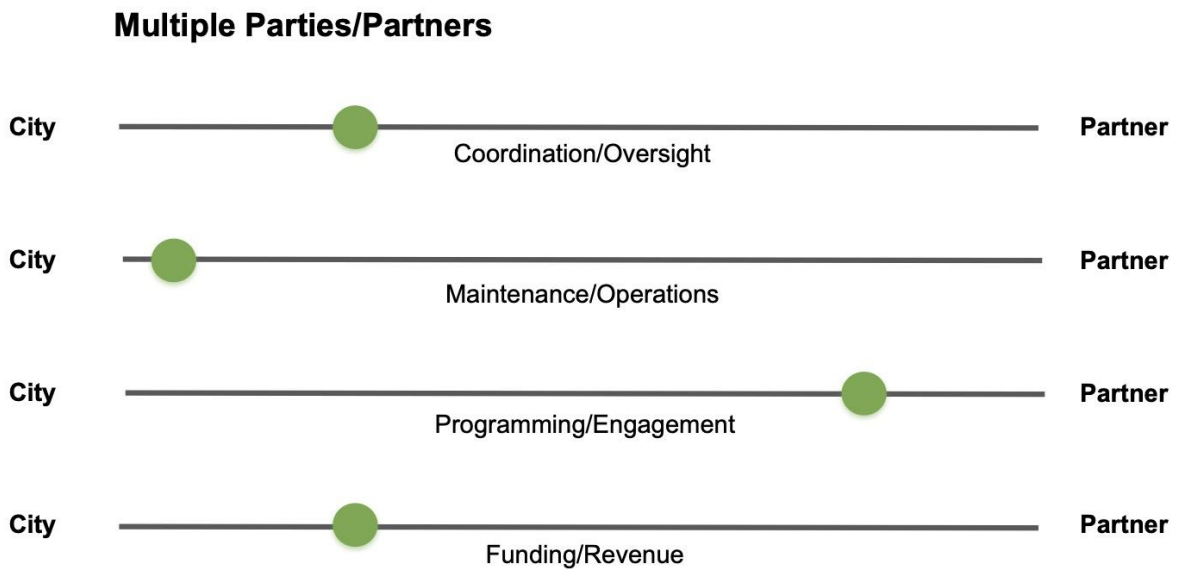 Multiple Parties/Partners
City Partner
Coordination/Oversight
City Partner
Maintenance/Operations
City Partner
Programming/Engagement
City Partner
Funding/Revenue